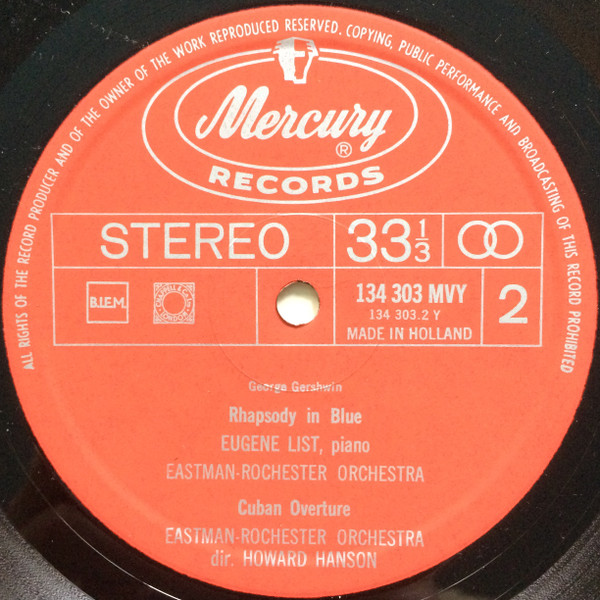 ALL RIGHTS OF THE RECORD PRODUCER AND OF THE OWNER OF THE WORK REPRODUCED RESERVED. COPYING, PUBLIC PERFORMANCE AND BROADCASTING OF THIS RECORD PROHIBITED
Mercury ®
RECORDS
STEREO
33 1/3
B.I.E.M.
134 303 MVY
134 303.2 Y
MADE IN HOLLAND
2
George Gershwin
Rhapsody in Blue
EUGENE LIST, piano
EASTMAN-ROCHESTER ORCHESTRA
Cuban Overture
EASTMAN-ROCHESTER ORCHESTRA
dir. HOWARD HANSON